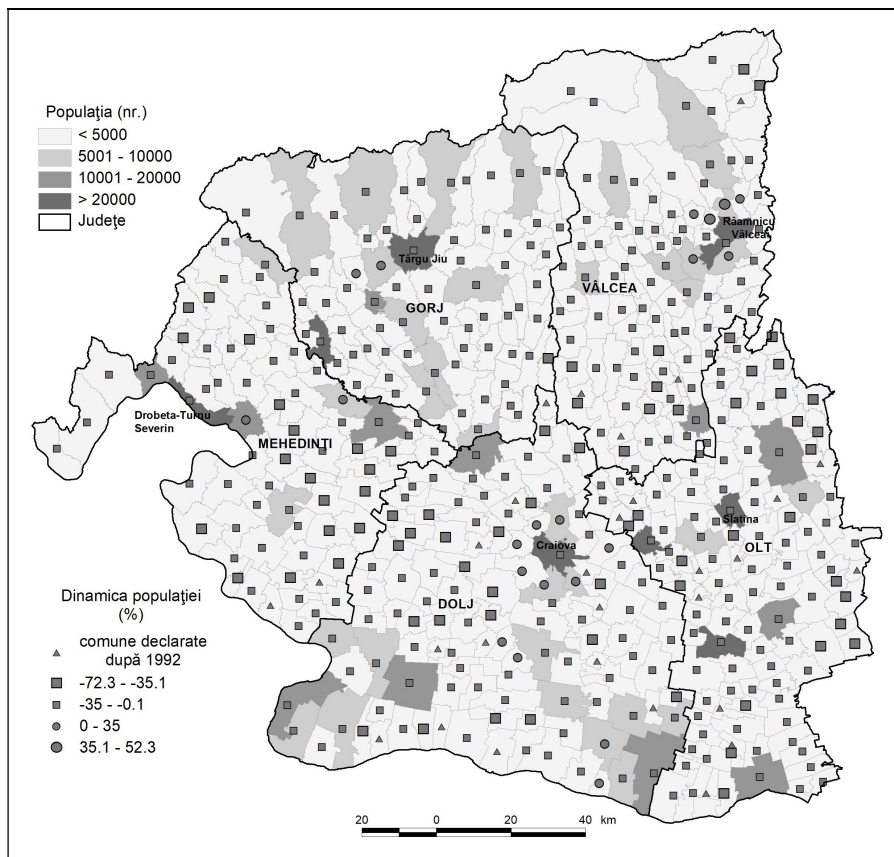 Populaţia (nr.)
< 5000
5001 - 10000
10001 - 20000
> 20000
Judeţe
Râamnicu
Vâlcea
Târgu Jiu
VÂLCEA
GORJ
Drobeta-Turnu
Severin
MEHEDINŢI
Slatina
Craiova
OLT
DOLJ
Dinamica populaţiei
(%)
comune declarate
după 1992
-72.3 - -35.1
-35 - -0.1
0 - 35
35.1 - 52.3
20 0 20 40 km